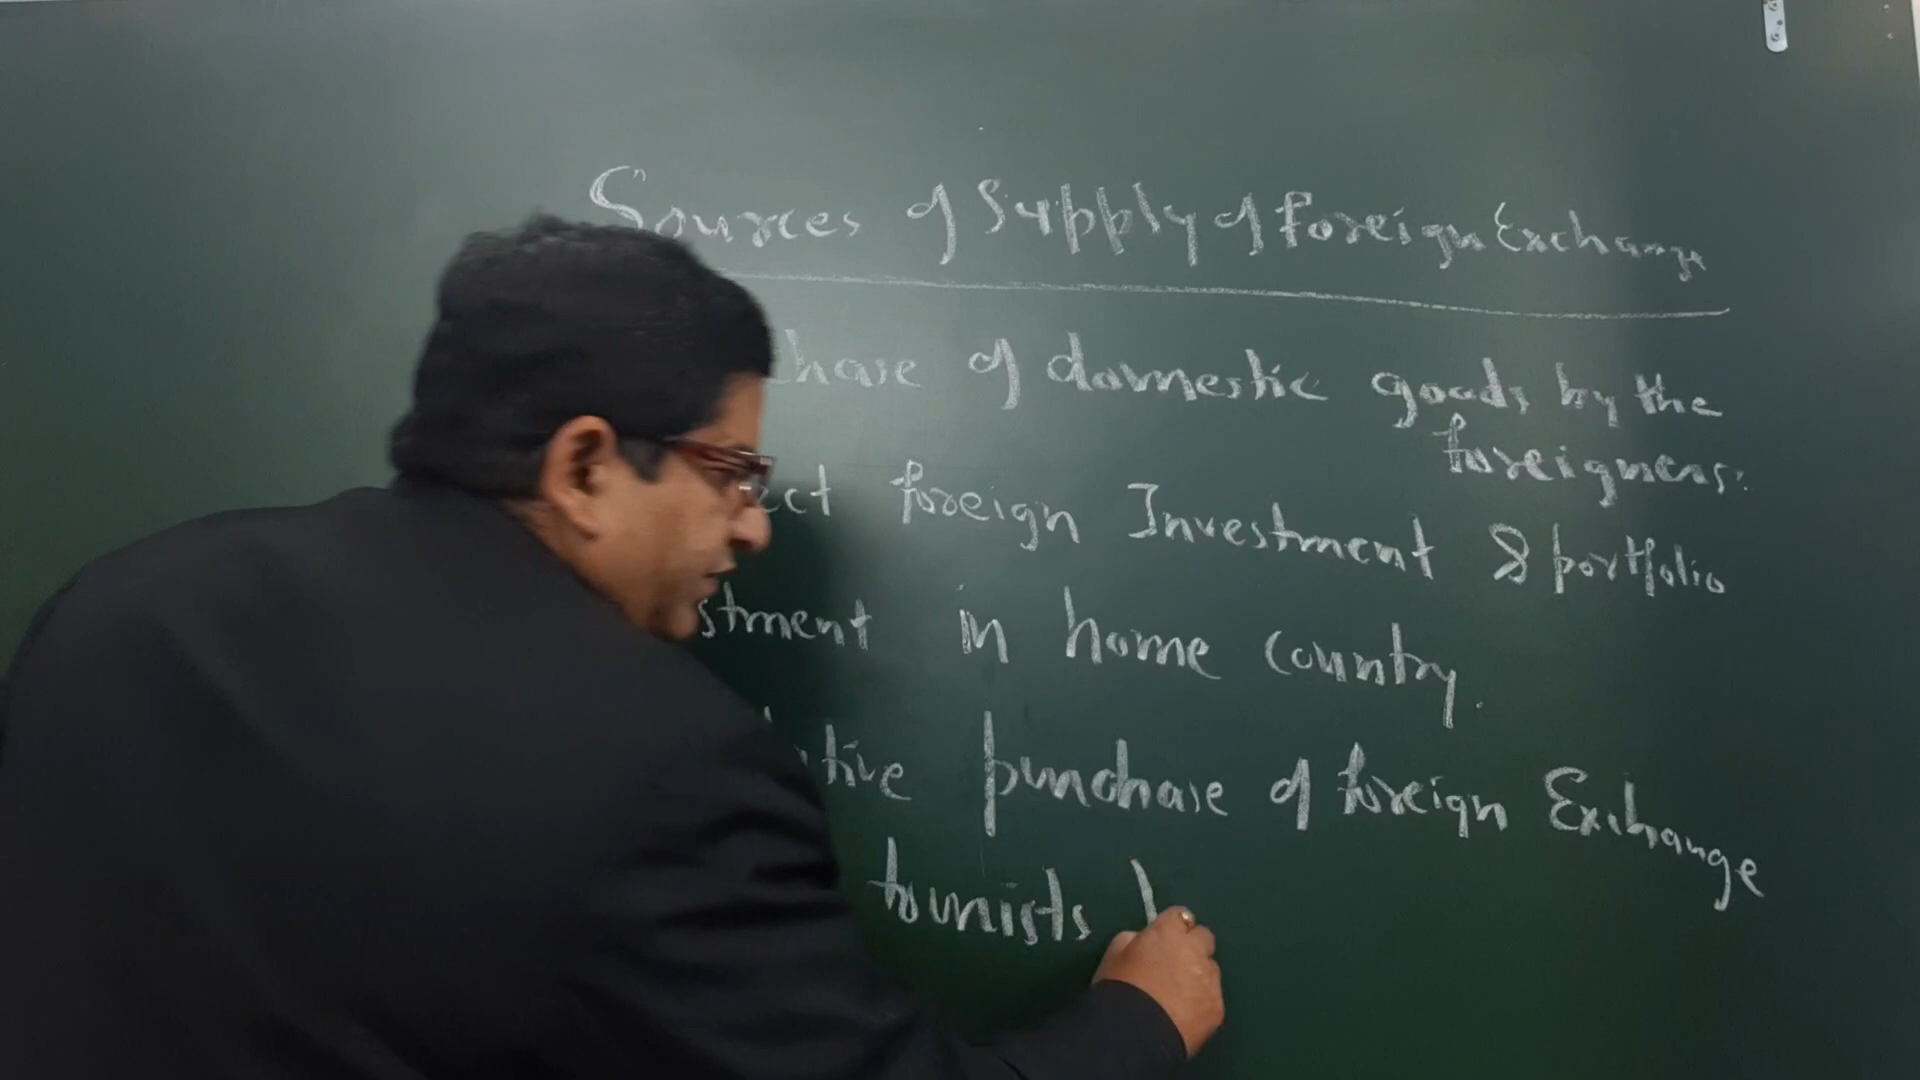 Sources of Supply of foreign Exchange
chase of domestic goods by the
foreigners.
ect foreign Investment & portfolio
stment in home country.
tive purchase of foreign Exchange
tourists